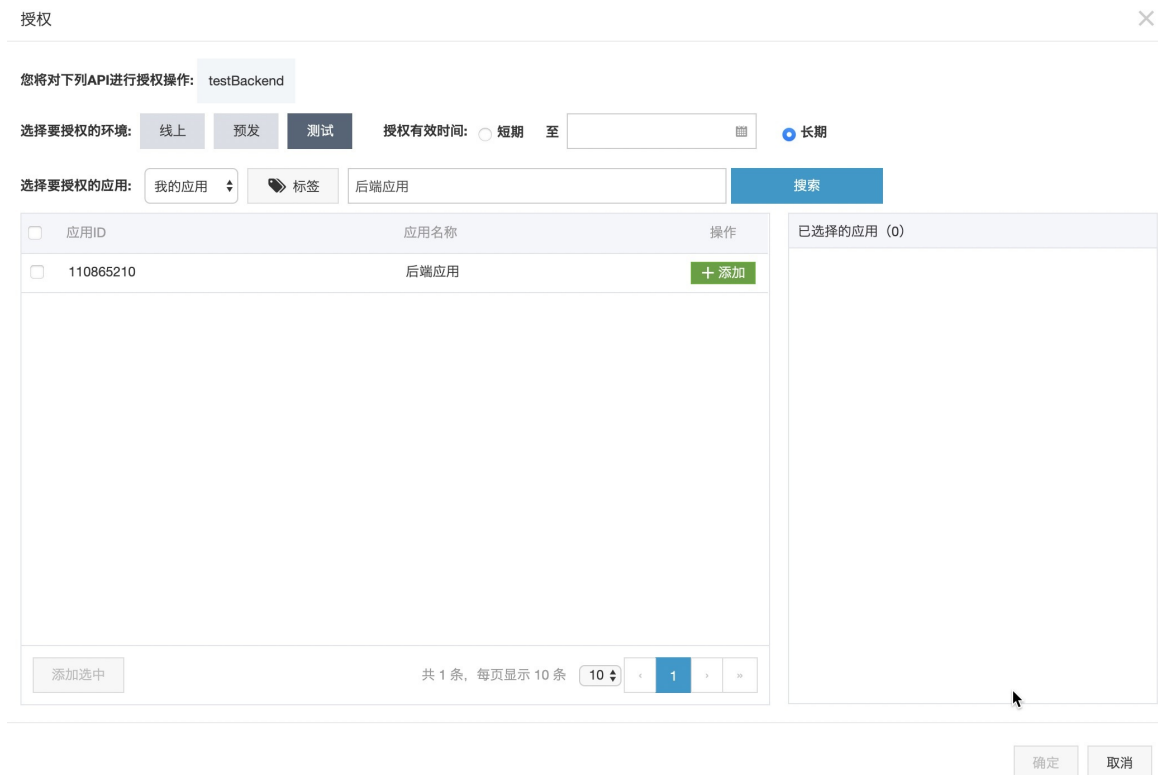 授权
您将对下列API进行授权操作: testBackend
选择要授权的环境: 线上 预发 测试 授权有效时间: 短期 至 长期
选择要授权的应用: 我的应用 标签 后端应用 搜索
应用ID 应用名称 操作 已选择的应用（0）
110865210 后端应用 添加
添加选中 共 1 条, 每页显示 10 条 10 ‹ 1 › »
确定 取消